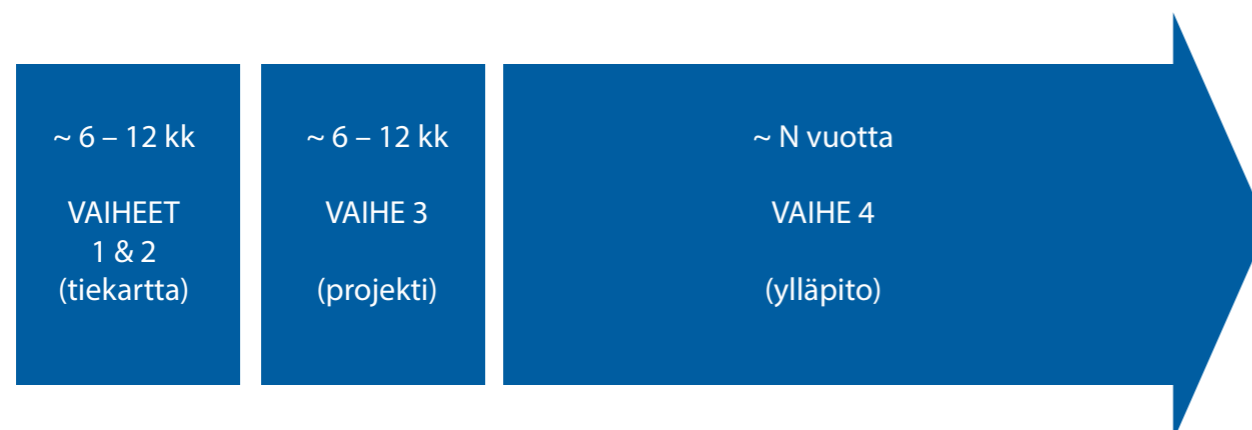 ~ 6 – 12 kk
VAIHEET
1 & 2
(tiekartta)
~ 6 – 12 kk
VAIHE 3
(projekti)
~ N vuotta
VAIHE 4
(ylläpito)